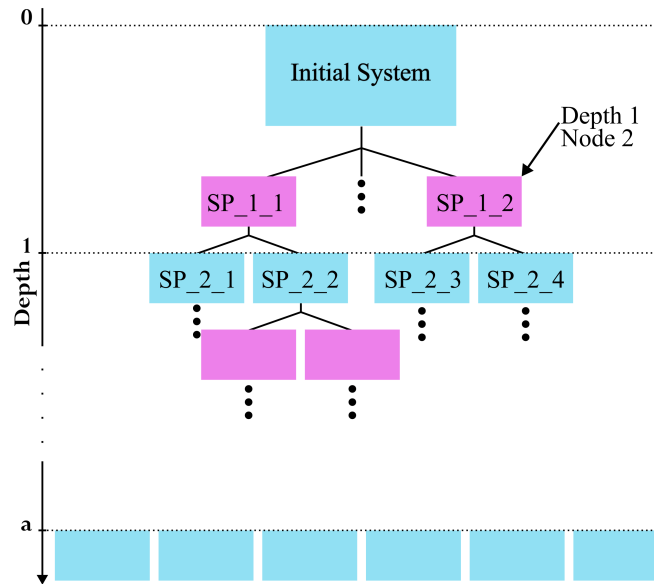 0
Initial System
Depth 1
Node 2
SP_1_1
SP_1_2
1
SP_2_1
SP_2_2
SP_2_3
SP_2_4
Depth
a